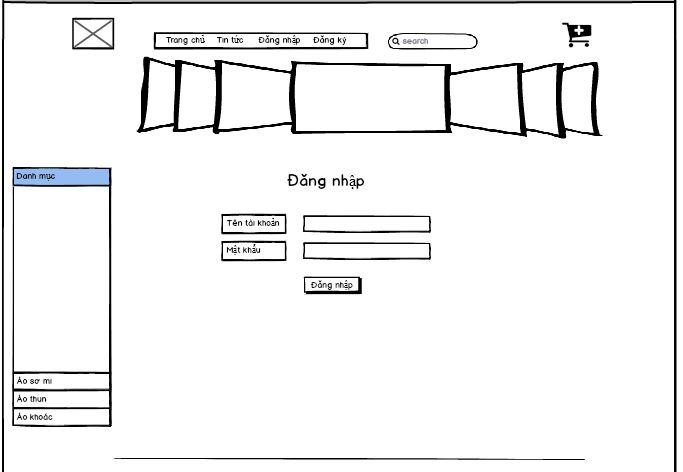 Trang chủ Tin tức Đăng nhập Đăng ký
search
Danh mục
Đăng nhập
Tên tài khoản
Mật khẩu
Đăng nhập
Áo sơ mi
Áo thun
Áo khoác